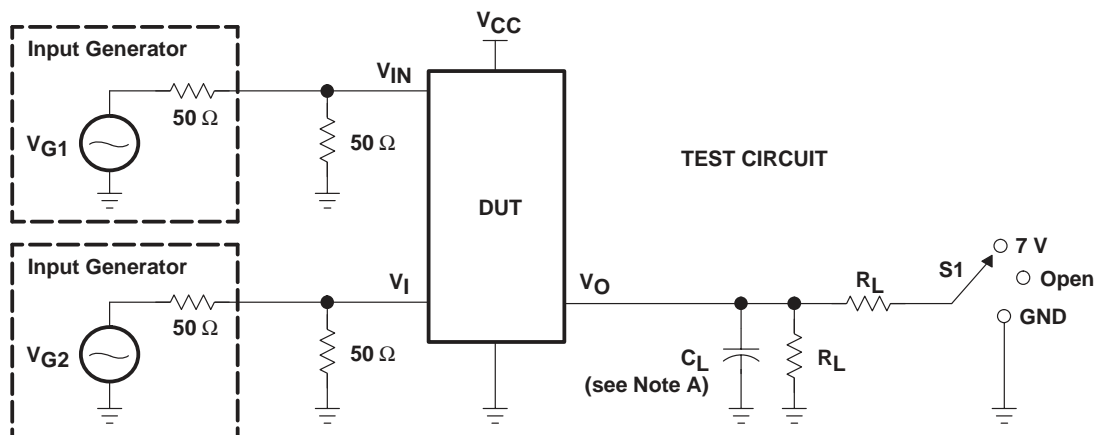 Input Generator
VG1
50 Ω
50 Ω
VIN
VCC
DUT
TEST CIRCUIT
Input Generator
VG2
50 Ω
50 Ω
VI
VO
CL
(see Note A)
RL
RL
S1
7 V
Open
GND